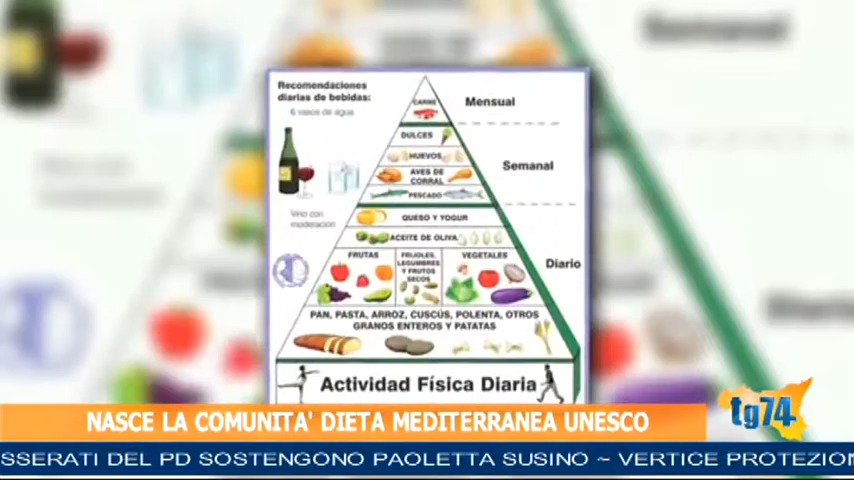 Recomendaciones
diarias de bebidas:
6 vasos de agua
Vino con
moderación
CARNE
Mensual
DULCES
HUEVOS
AVES DE
CORRAL
PESCADO
Semanal
QUESO Y YOGUR
ACEITE DE OLIVA
FRUTAS
FRIJOLES,
LEGUMBRES
Y FRUTOS
SECOS
VEGETALES
Diario
PAN, PASTA, ARROZ, CUSCÚS, POLENTA, OTROS
GRANOS ENTEROS Y PATATAS
Actividad Física Diaria
tg74
NASCE LA COMUNITA' DIETA MEDITERRANEA UNESCO
SSERATI DEL PD SOSTENGONO PAOLETTA SUSINO ~ VERTICE PROTEZION